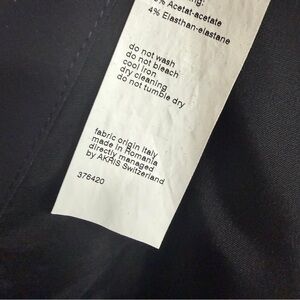 Acetat-acetate
4% Elasthan-elastane
do not wash
do not bleach
cool iron
dry cleaning
do not tumble dry
fabric origin Italy
made in Romania
directly managed
by AKRIS Switzerland
376420